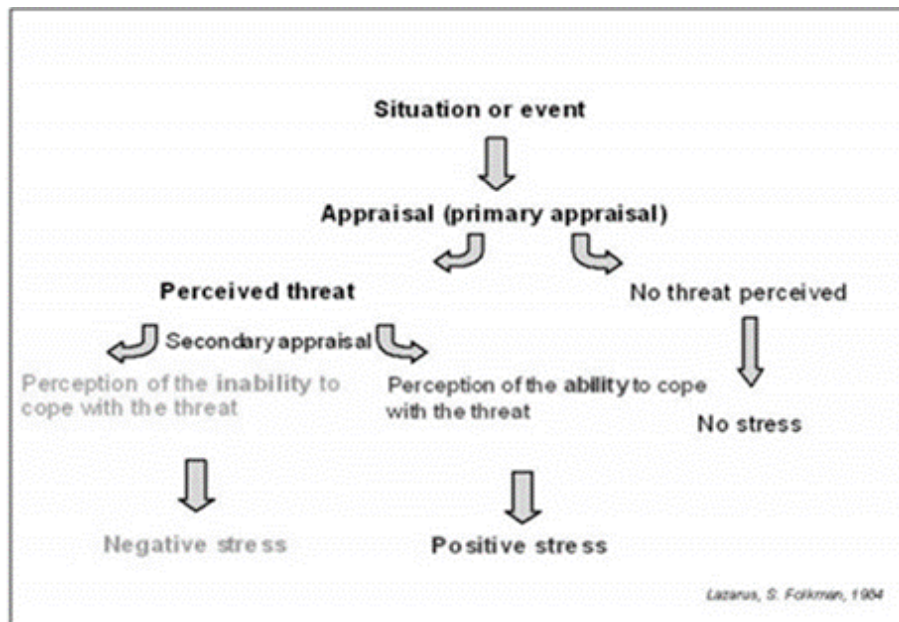 Situation or event
Appraisal (primary appraisal)
Perceived threat
No threat perceived
Secondary appraisal
Perception of the inability to
cope with the threat
Perception of the ability to cope
with the threat
No stress
Negative stress
Positive stress
Lazarus, S. Folkman, 1984